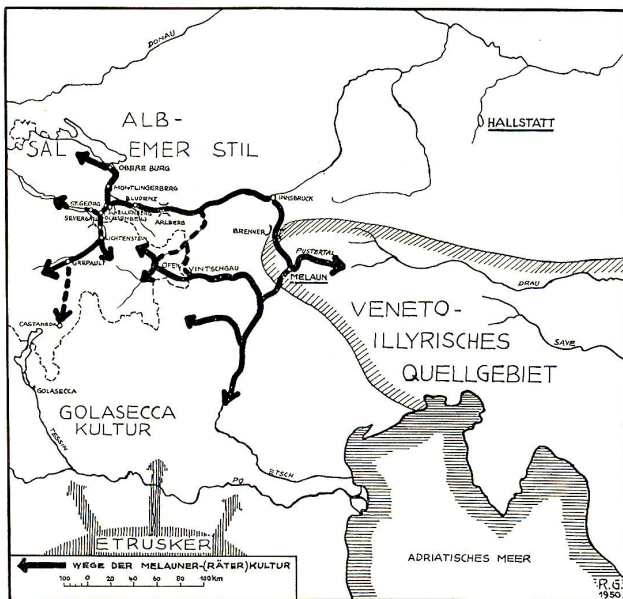 DONAU
HALLSTATT
ALB-
SAL
EMER STIL
OBERE BURG
MONTLINGERBERG
ST.GEORG
BLUDENZ
ARLBERG
INNSBRUCK
SEVERGALL
LICHTENSTEIN
BRENNER
PUSTERTAL
GREPAULT
OFEN
VINTSCHGAU
MELAUN
DRAU
VENETO-
ILLYRISCHES
QUELLGEBIET
SAVE
CASTANEDA
GOLASECCA
GOLASECCA
KULTUR
TESSIN
ETSCH
PO
ETRUSKER
ADRIATISCHES MEER
WEGE DER MELAUNER-(RÄTER)KULTUR
100 0 20 40 60 80 100 Km
F.R.G.
1950